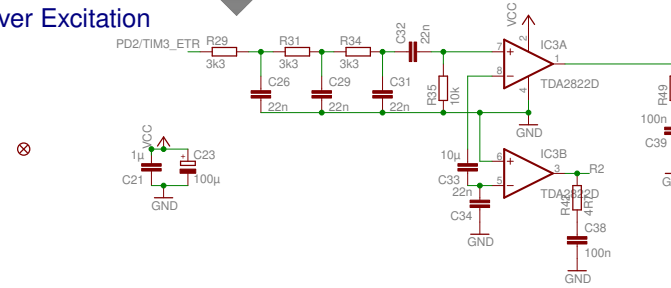 ver Excitation
PD2/TIM3_ETR
R29
3k3
R31
3k3
R34
3k3
C32
22n
VCC
IC3A
7
8
2
1
4
TDA2822D
C26
22n
C29
22n
C31
22n
R35
10k
GND
R49
100n
C39
VCC
1µ
C21
C23
100µ
GND
10µ
C33
22n
C34
GND
IC3B
6
5
3
R2
TDA2822D
R42
4R7
C38
100n
GND
G